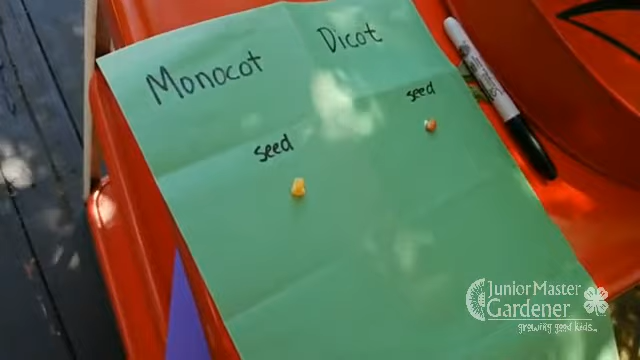 Monocot
Dicot
seed
seed
Junior Master
Gardener
growing good kids